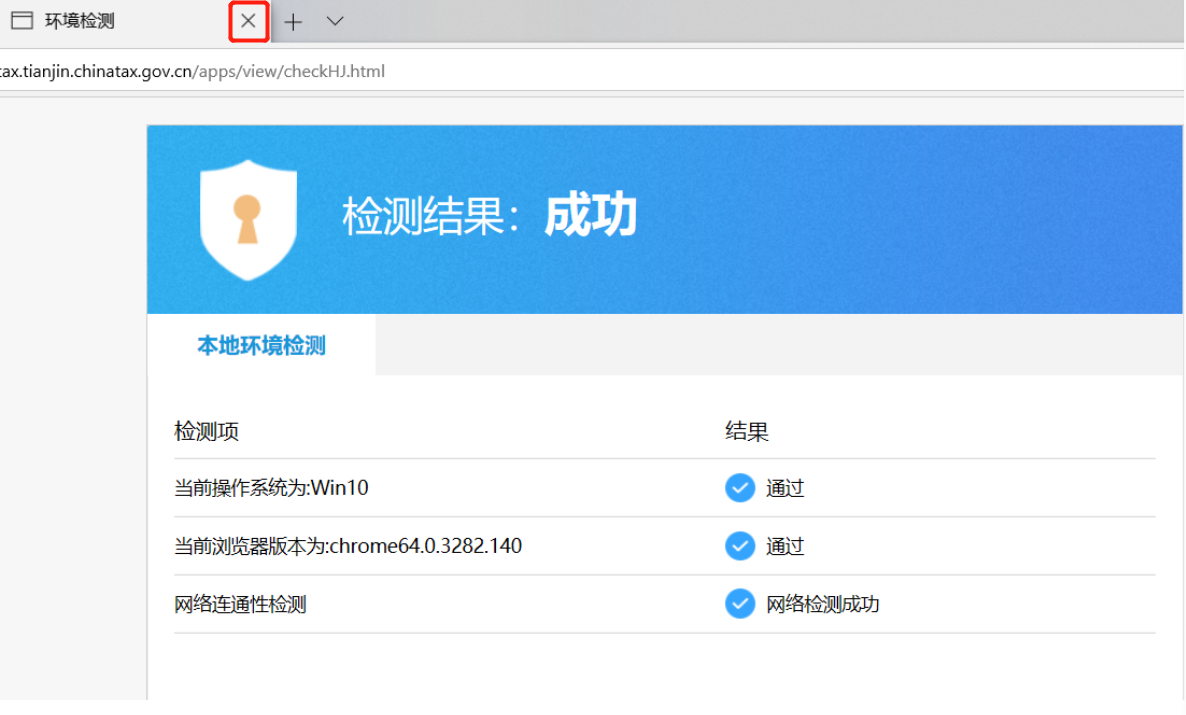 环境检测
tax.tianjin.chinatax.gov.cn/apps/view/checkHJ.html
检测结果：成功
本地环境检测
检测项 结果
当前操作系统为:Win10 通过
当前浏览器版本为:chrome64.0.3282.140 通过
网络连通性检测 网络检测成功